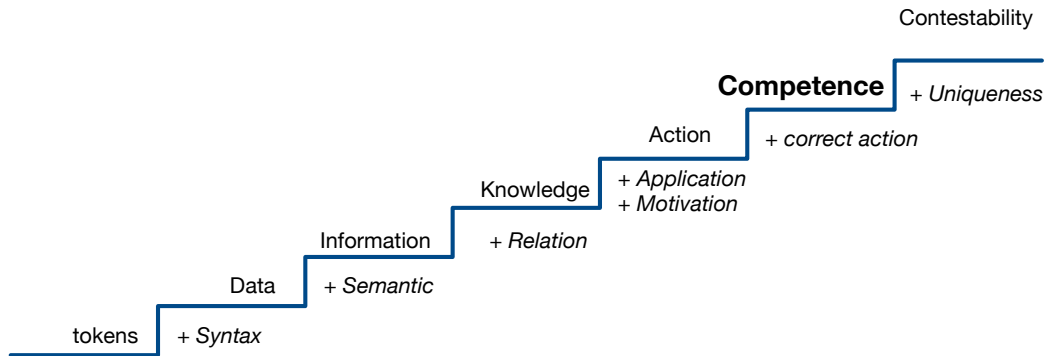 Contestability
Competence
+ Uniqueness
Action
+ correct action
Knowledge
+ Application
+ Motivation
Information
+ Relation
Data
+ Semantic
tokens
+ Syntax